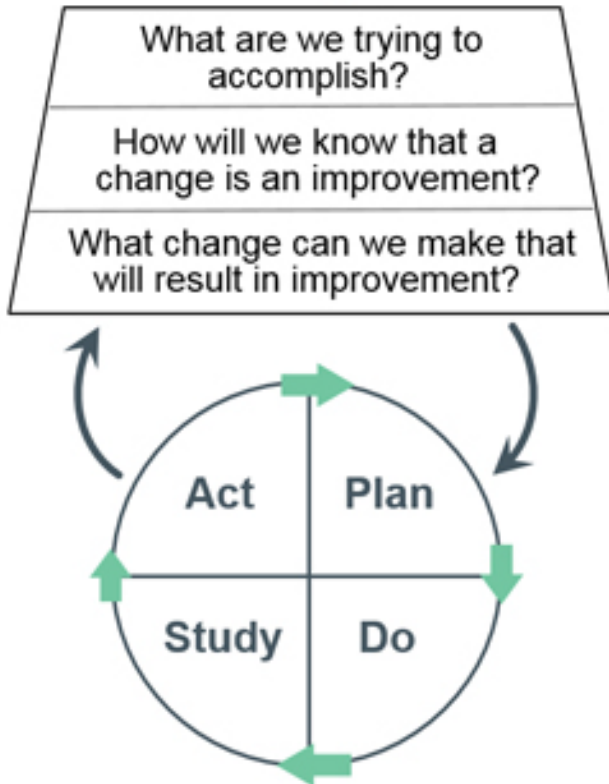 What are we trying to
accomplish?
How will we know that a
change is an improvement?
What change can we make that
will result in improvement?
Act
Plan
Study
Do